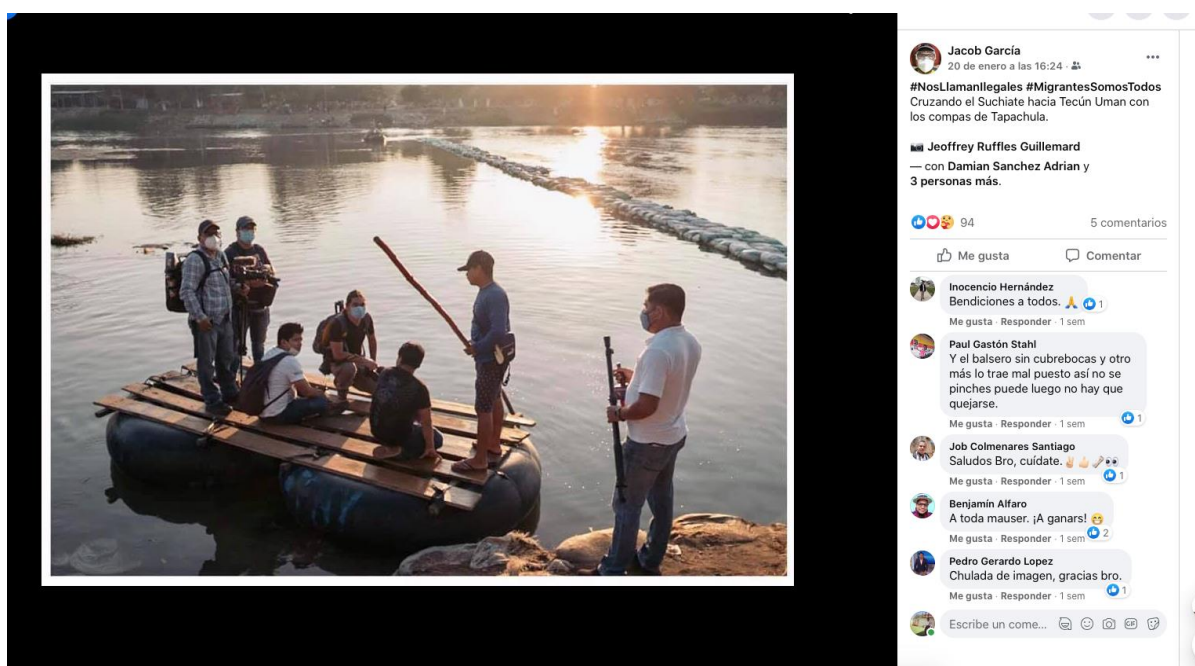 Jacob García
20 de enero a las 16:24 ·
#NosLlamanIlegales #MigrantesSomosTodos
Cruzando el Suchiate hacia Tecún Uman con
los compas de Tapachula.
Jeoffrey Ruffles Guillemard
— con Damian Sanchez Adrian y
3 personas más.
94 5 comentarios
Me gusta Comentar
Inocencio Hernández
Bendiciones a todos. 🙏 1
Me gusta · Responder · 1 sem
Paul Gastón Stahl
Y el balsero sin cubrebocas y otro
más lo trae mal puesto así no se
pinches puede luego no hay que
quejarse.
1
Me gusta · Responder · 1 sem
Job Colmenares Santiago
Saludos Bro, cuídate.
1
Me gusta · Responder · 1 sem
Benjamín Alfaro
A toda mauser. ¡A ganars! 😁
Me gusta · Responder · 1 sem 2
Pedro Gerardo Lopez
Chulada de imagen, gracias bro.
1
Me gusta · Responder · 1 sem
Escribe un come... GIF